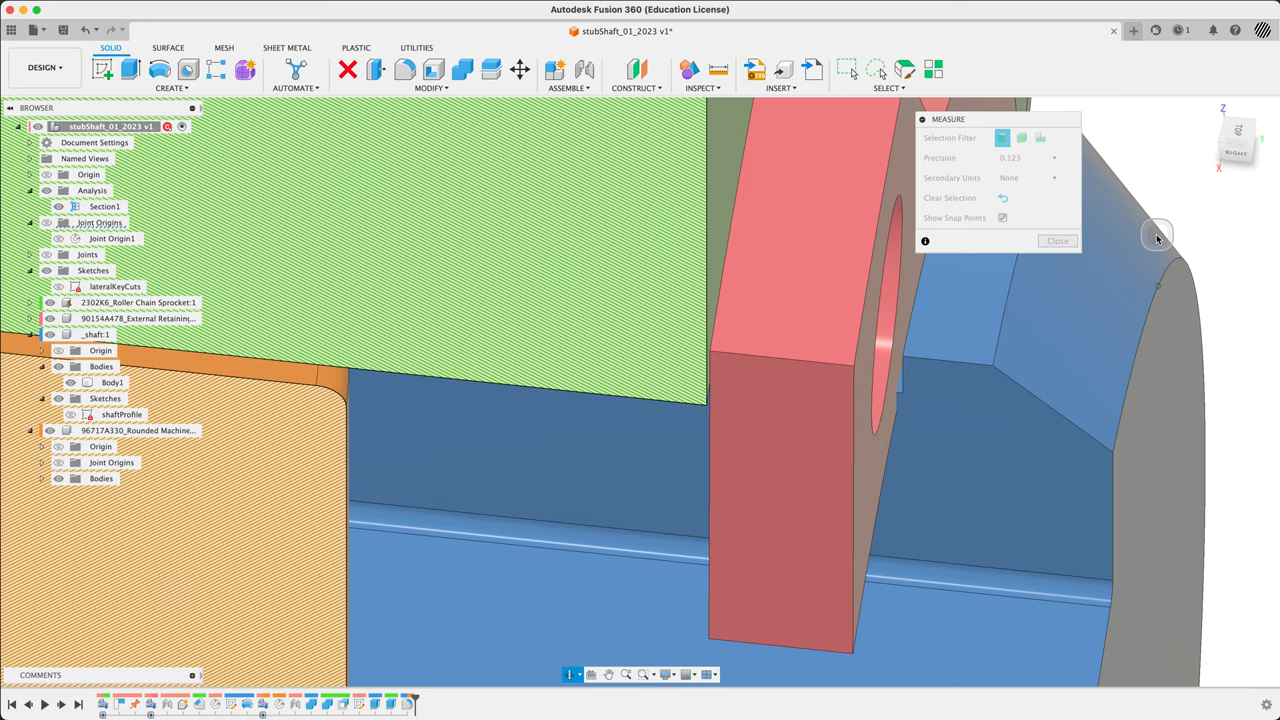 Autodesk Fusion 360 (Education License)
stubShaft_01_2023 v1*
1
DESIGN
SOLID SURFACE MESH SHEET METAL PLASTIC UTILITIES
CREATE AUTOMATE MODIFY ASSEMBLE CONSTRUCT INSPECT INSERT SELECT
BROWSER
stubShaft_01_2023 v1
Document Settings
Named Views
Origin
Analysis
Section1
Joint Origins
Joint Origin1
Joints
Sketches
lateralKeyCuts
2302K6_Roller Chain Sprocket:1
90154A478_External Retaining...
_shaft:1
Origin
Bodies
Body1
Sketches
shaftProfile
96717A330_Rounded Machine...
Origin
Joint Origins
Bodies
MEASURE
Selection Filter
Precision 0.123
Secondary Units None
Clear Selection
Show Snap Points
Close
Z
TOP
RIGHT
X
COMMENTS